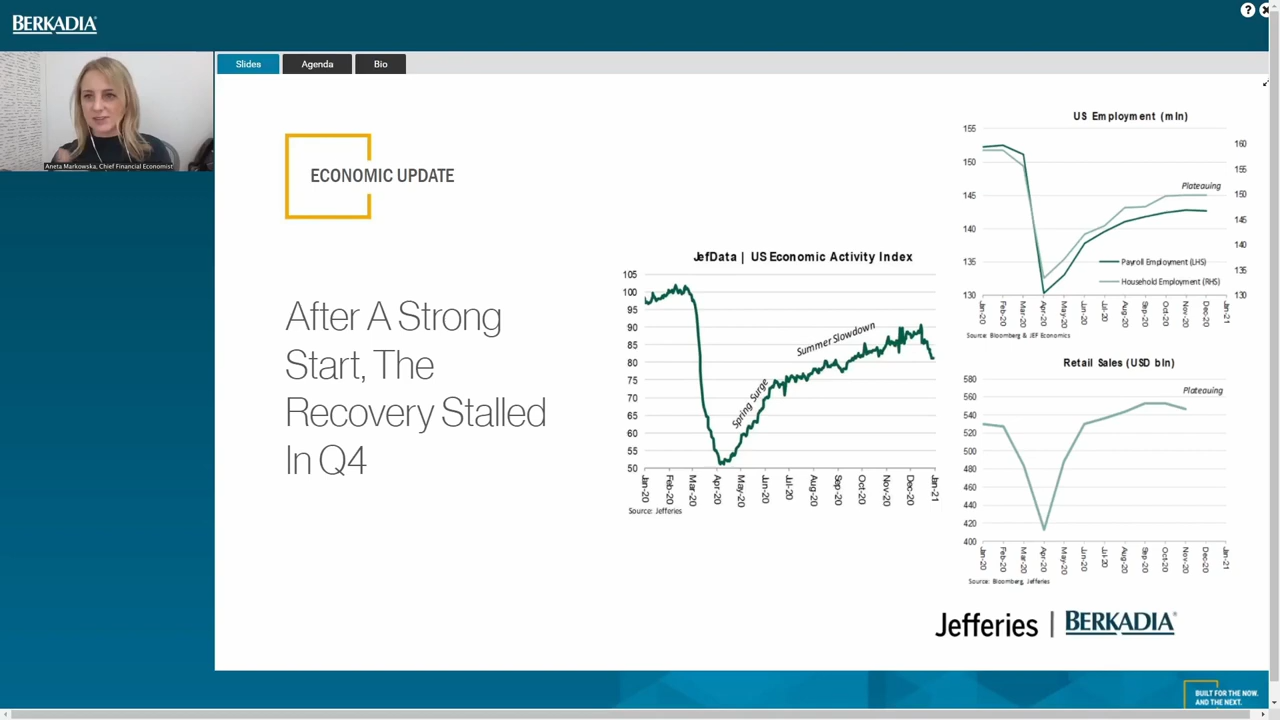 BERKADIA®
?
Slides
Agenda
Bio
Aneta Markowska, Chief Financial Economist
ECONOMIC UPDATE
After A Strong
Start, The
Recovery Stalled
In Q4
JefData | US Economic Activity Index
105
100
95
90
85
80
75
70
65
60
55
50
Spring Surge
Summer Slowdown
Jan-20
Feb-20
Mar-20
Apr-20
May-20
Jun-20
Jul-20
Aug-20
Sep-20
Oct-20
Nov-20
Dec-20
Jan-21
Source: Jefferies
US Employment (mln)
155
150
145
140
135
130
160
155
150
145
140
135
130
Plateauing
Payroll Employment (LHS)
Household Employment (RHS)
Jan-20
Feb-20
Mar-20
Apr-20
May-20
Jun-20
Jul-20
Aug-20
Sep-20
Oct-20
Nov-20
Dec-20
Jan-21
Source: Bloomberg & JEF Economics
Retail Sales (USD bln)
580
560
540
520
500
480
460
440
420
400
Plateauing
Jan-20
Feb-20
Mar-20
Apr-20
May-20
Jun-20
Jul-20
Aug-20
Sep-20
Oct-20
Nov-20
Dec-20
Jan-21
Source: Bloomberg, Jefferies
Jefferies | BERKADIA®
BUILT FOR THE NOW.
AND THE NEXT.